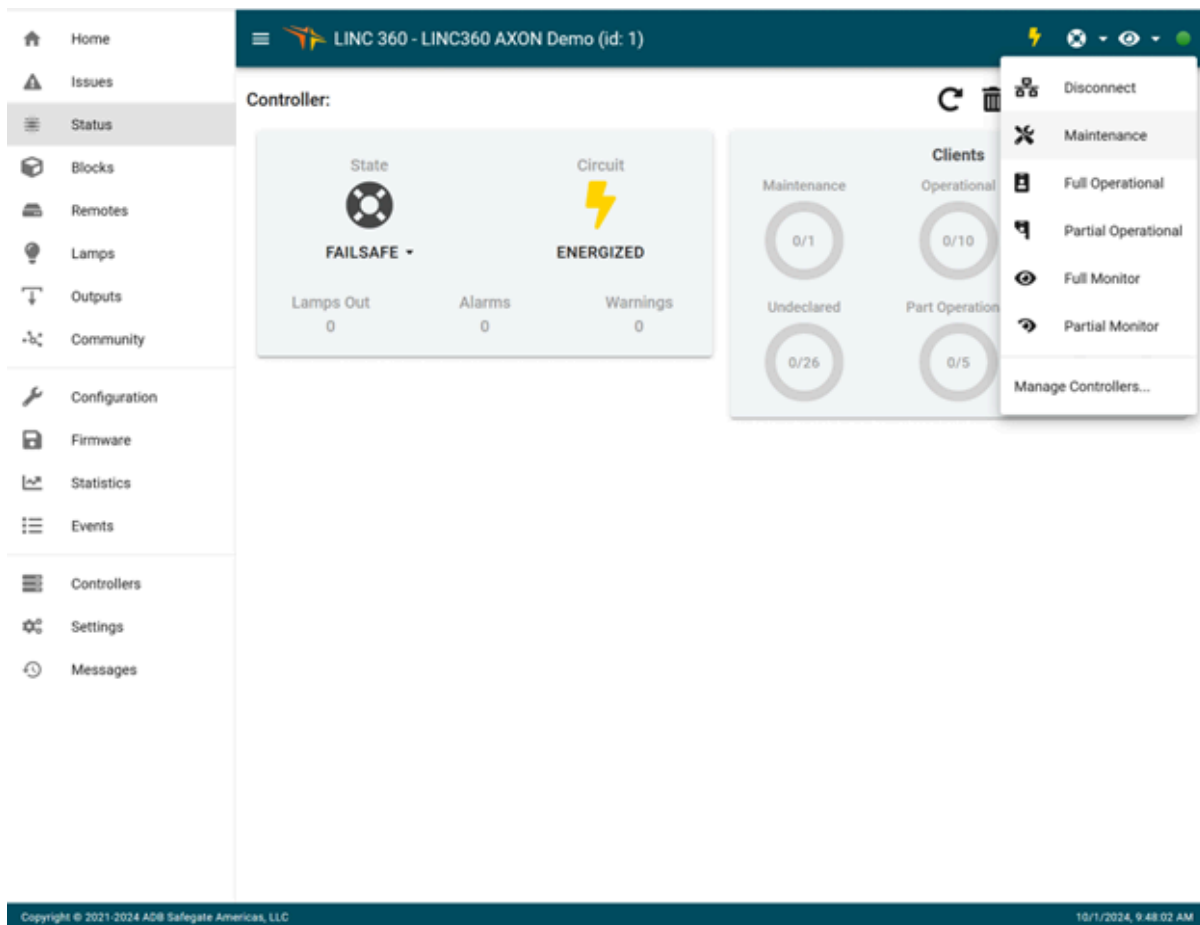 Home
Issues
Status
Blocks
Remotes
Lamps
Outputs
Community
Configuration
Firmware
Statistics
Events
Controllers
Settings
Messages
LINC 360 - LINC360 AXON Demo (id: 1)
Controller:
State
Circuit
FAILSAFE
ENERGIZED
Lamps Out
Alarms
Warnings
0
0
0
Clients
Maintenance
Operational
0/1
0/10
Undeclared
Part Operation
0/26
0/5
Disconnect
Maintenance
Full Operational
Partial Operational
Full Monitor
Partial Monitor
Manage Controllers...
Copyright © 2021-2024 ADB Safegate Americas, LLC
10/1/2024, 9:48:02 AM